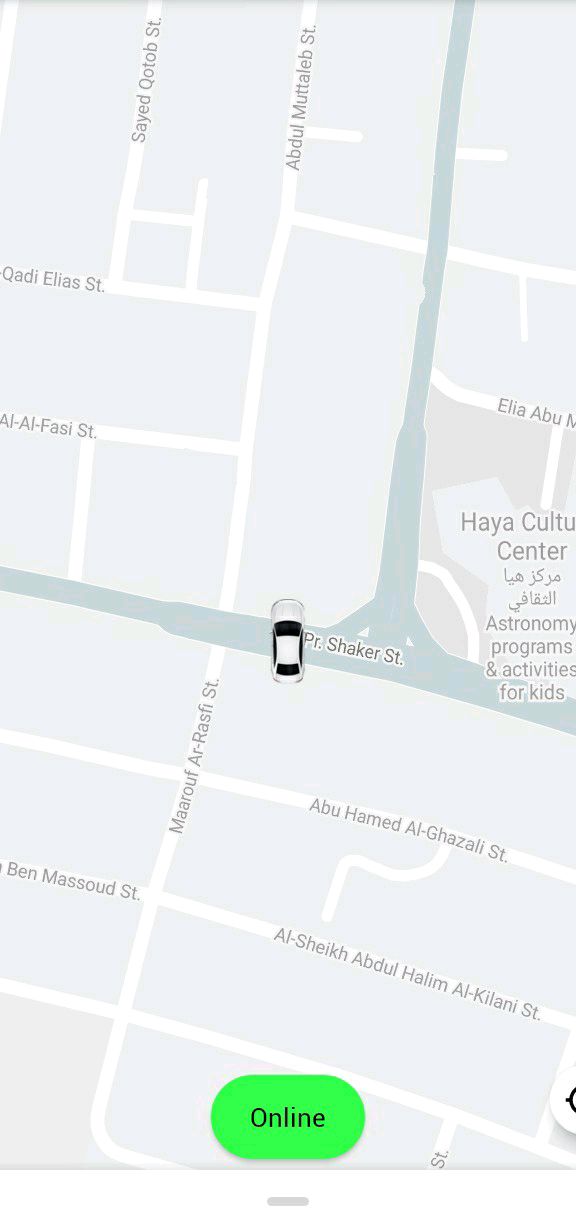 Sayed Qotob St.
Abdul Muttaleb St.
-Qadi Elias St.
Elia Abu M
Al-Al-Fasi St.
Haya Cultu
Center
مركز هيا
الثقافي
Astronomy
programs
& activities
for kids
Pr. Shaker St.
Maarouf Ar-Rasfi St.
Abu Hamed Al-Ghazali St.
Ben Massoud St.
Al-Sheikh Abdul Halim Al-Kilani St.
Online
St.